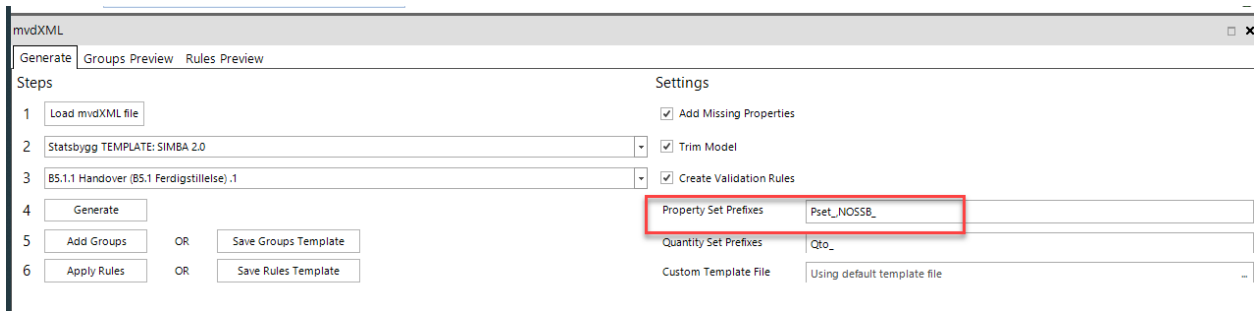 mvdXML
Generate Groups Preview Rules Preview
Steps
Settings
1 Load mvdXML file
Add Missing Properties
2 Statsbygg TEMPLATE: SIMBA 2.0
Trim Model
3 B5.1.1 Handover (B5.1 Ferdigstillelse) .1
Create Validation Rules
4 Generate
Property Set Prefixes Pset_,NOSSB_
5 Add Groups OR Save Groups Template
Quantity Set Prefixes Qto_
6 Apply Rules OR Save Rules Template
Custom Template File Using default template file ...